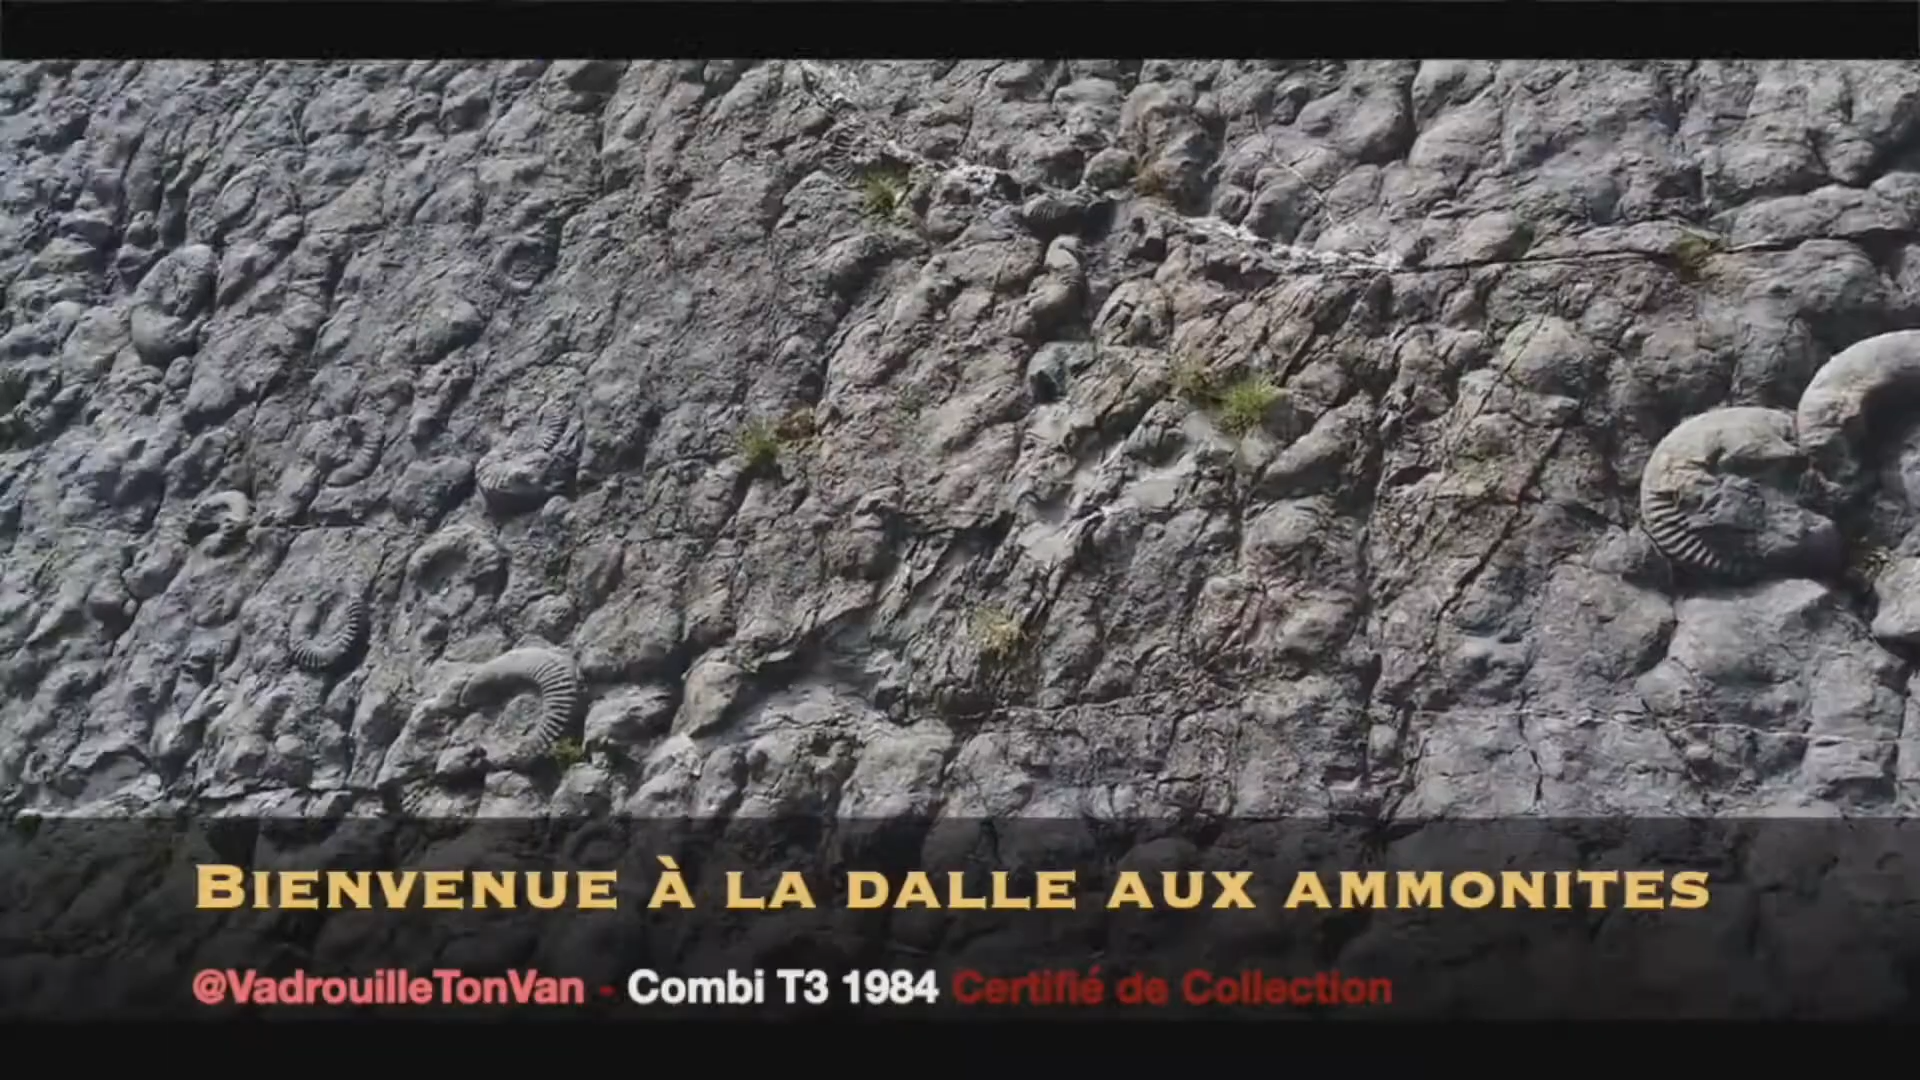 Bienvenue à la dalle aux ammonites
@VadrouilleTonVan - Combi T3 1984 Certifié de Collection